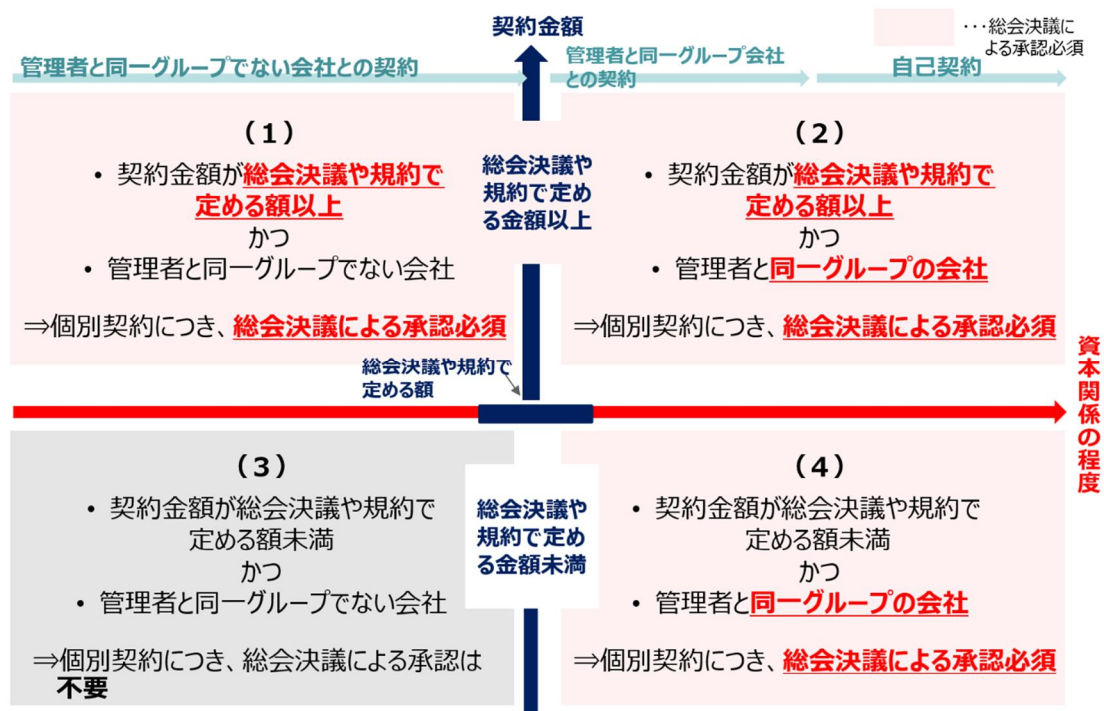 契約金額
･･･総会決議に
よる承認必須
管理者と同一グループでない会社との契約
管理者と同一グループ会社
との契約
自己契約
（１）
• 契約金額が総会決議や規約で
定める額以上
かつ
• 管理者と同一グループでない会社
⇒個別契約につき、総会決議による承認必須
総会決議や
規約で定め
る金額以上
（２）
• 契約金額が総会決議や規約で
定める額以上
かつ
• 管理者と同一グループの会社
⇒個別契約につき、総会決議による承認必須
総会決議や規約で
定める額
資本関係の程度
（３）
• 契約金額が総会決議や規約で
定める額未満
かつ
• 管理者と同一グループでない会社
⇒個別契約につき、総会決議による承認は
不要
総会決議や
規約で定め
る金額未満
（４）
• 契約金額が総会決議や規約で
定める額未満
かつ
• 管理者と同一グループの会社
⇒個別契約につき、総会決議による承認必須